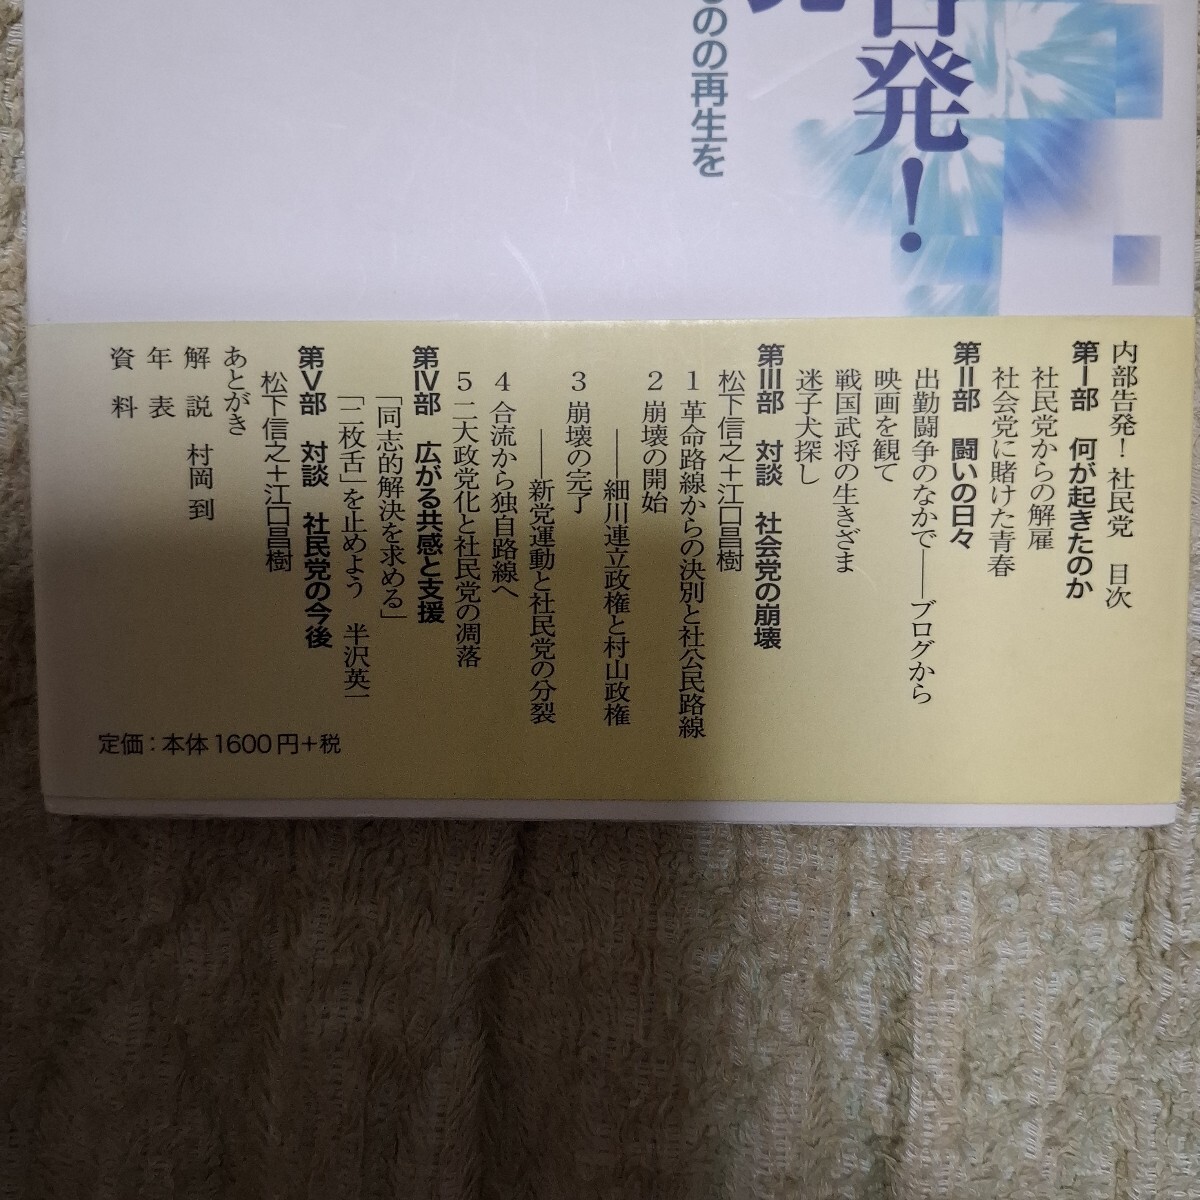 告発!
ものの再生を
内部告発! 社民党 目次
第Ⅰ部 何が起きたのか
社民党からの解雇
社会党に賭けた青春
第Ⅱ部 闘いの日々
出勤闘争のなかで――ブログから
映画を観て
戦国武将の生きざま
迷子犬探し
第Ⅲ部 対談 社会党の崩壊
松下信之+江口昌樹
1 革命路線からの決別と社公民路線
2 崩壊の開始
――細川連立政権と村山政権
3 崩壊の完了
――新党運動と社民党の分裂
4 合流から独自路線へ
5 二大政党化と社民党の凋落
第Ⅳ部 広がる共感と支援
「同志的解決を求める」
「二枚舌」を止めよう 半沢英一
第Ⅴ部 対談 社民党の今後
松下信之+江口昌樹
あとがき
解説 村岡到
年表
資料
定価:本体1600円+税